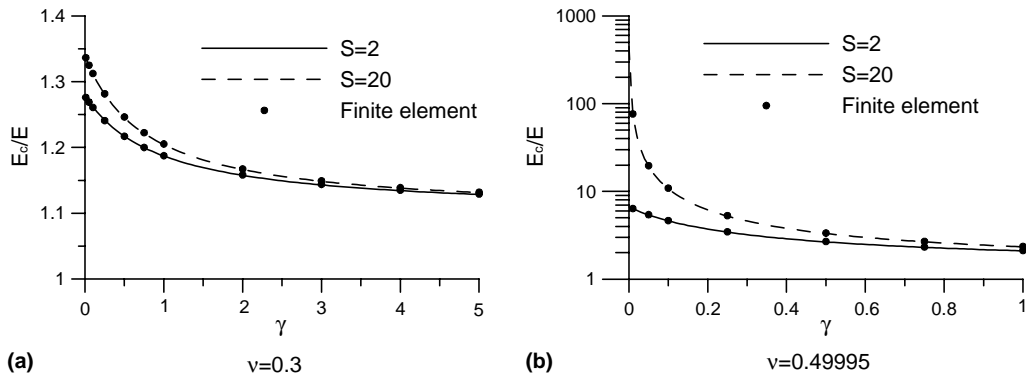 1.4
1.3
1.2
1.1
1
Ec/E
S=2
S=20
Finite element
0 1 2 3 4 5
γ
(a)
ν=0.3
1000
100
10
1
Ec/E
S=2
S=20
Finite element
0 0.2 0.4 0.6 0.8 1
γ
(b)
ν=0.49995